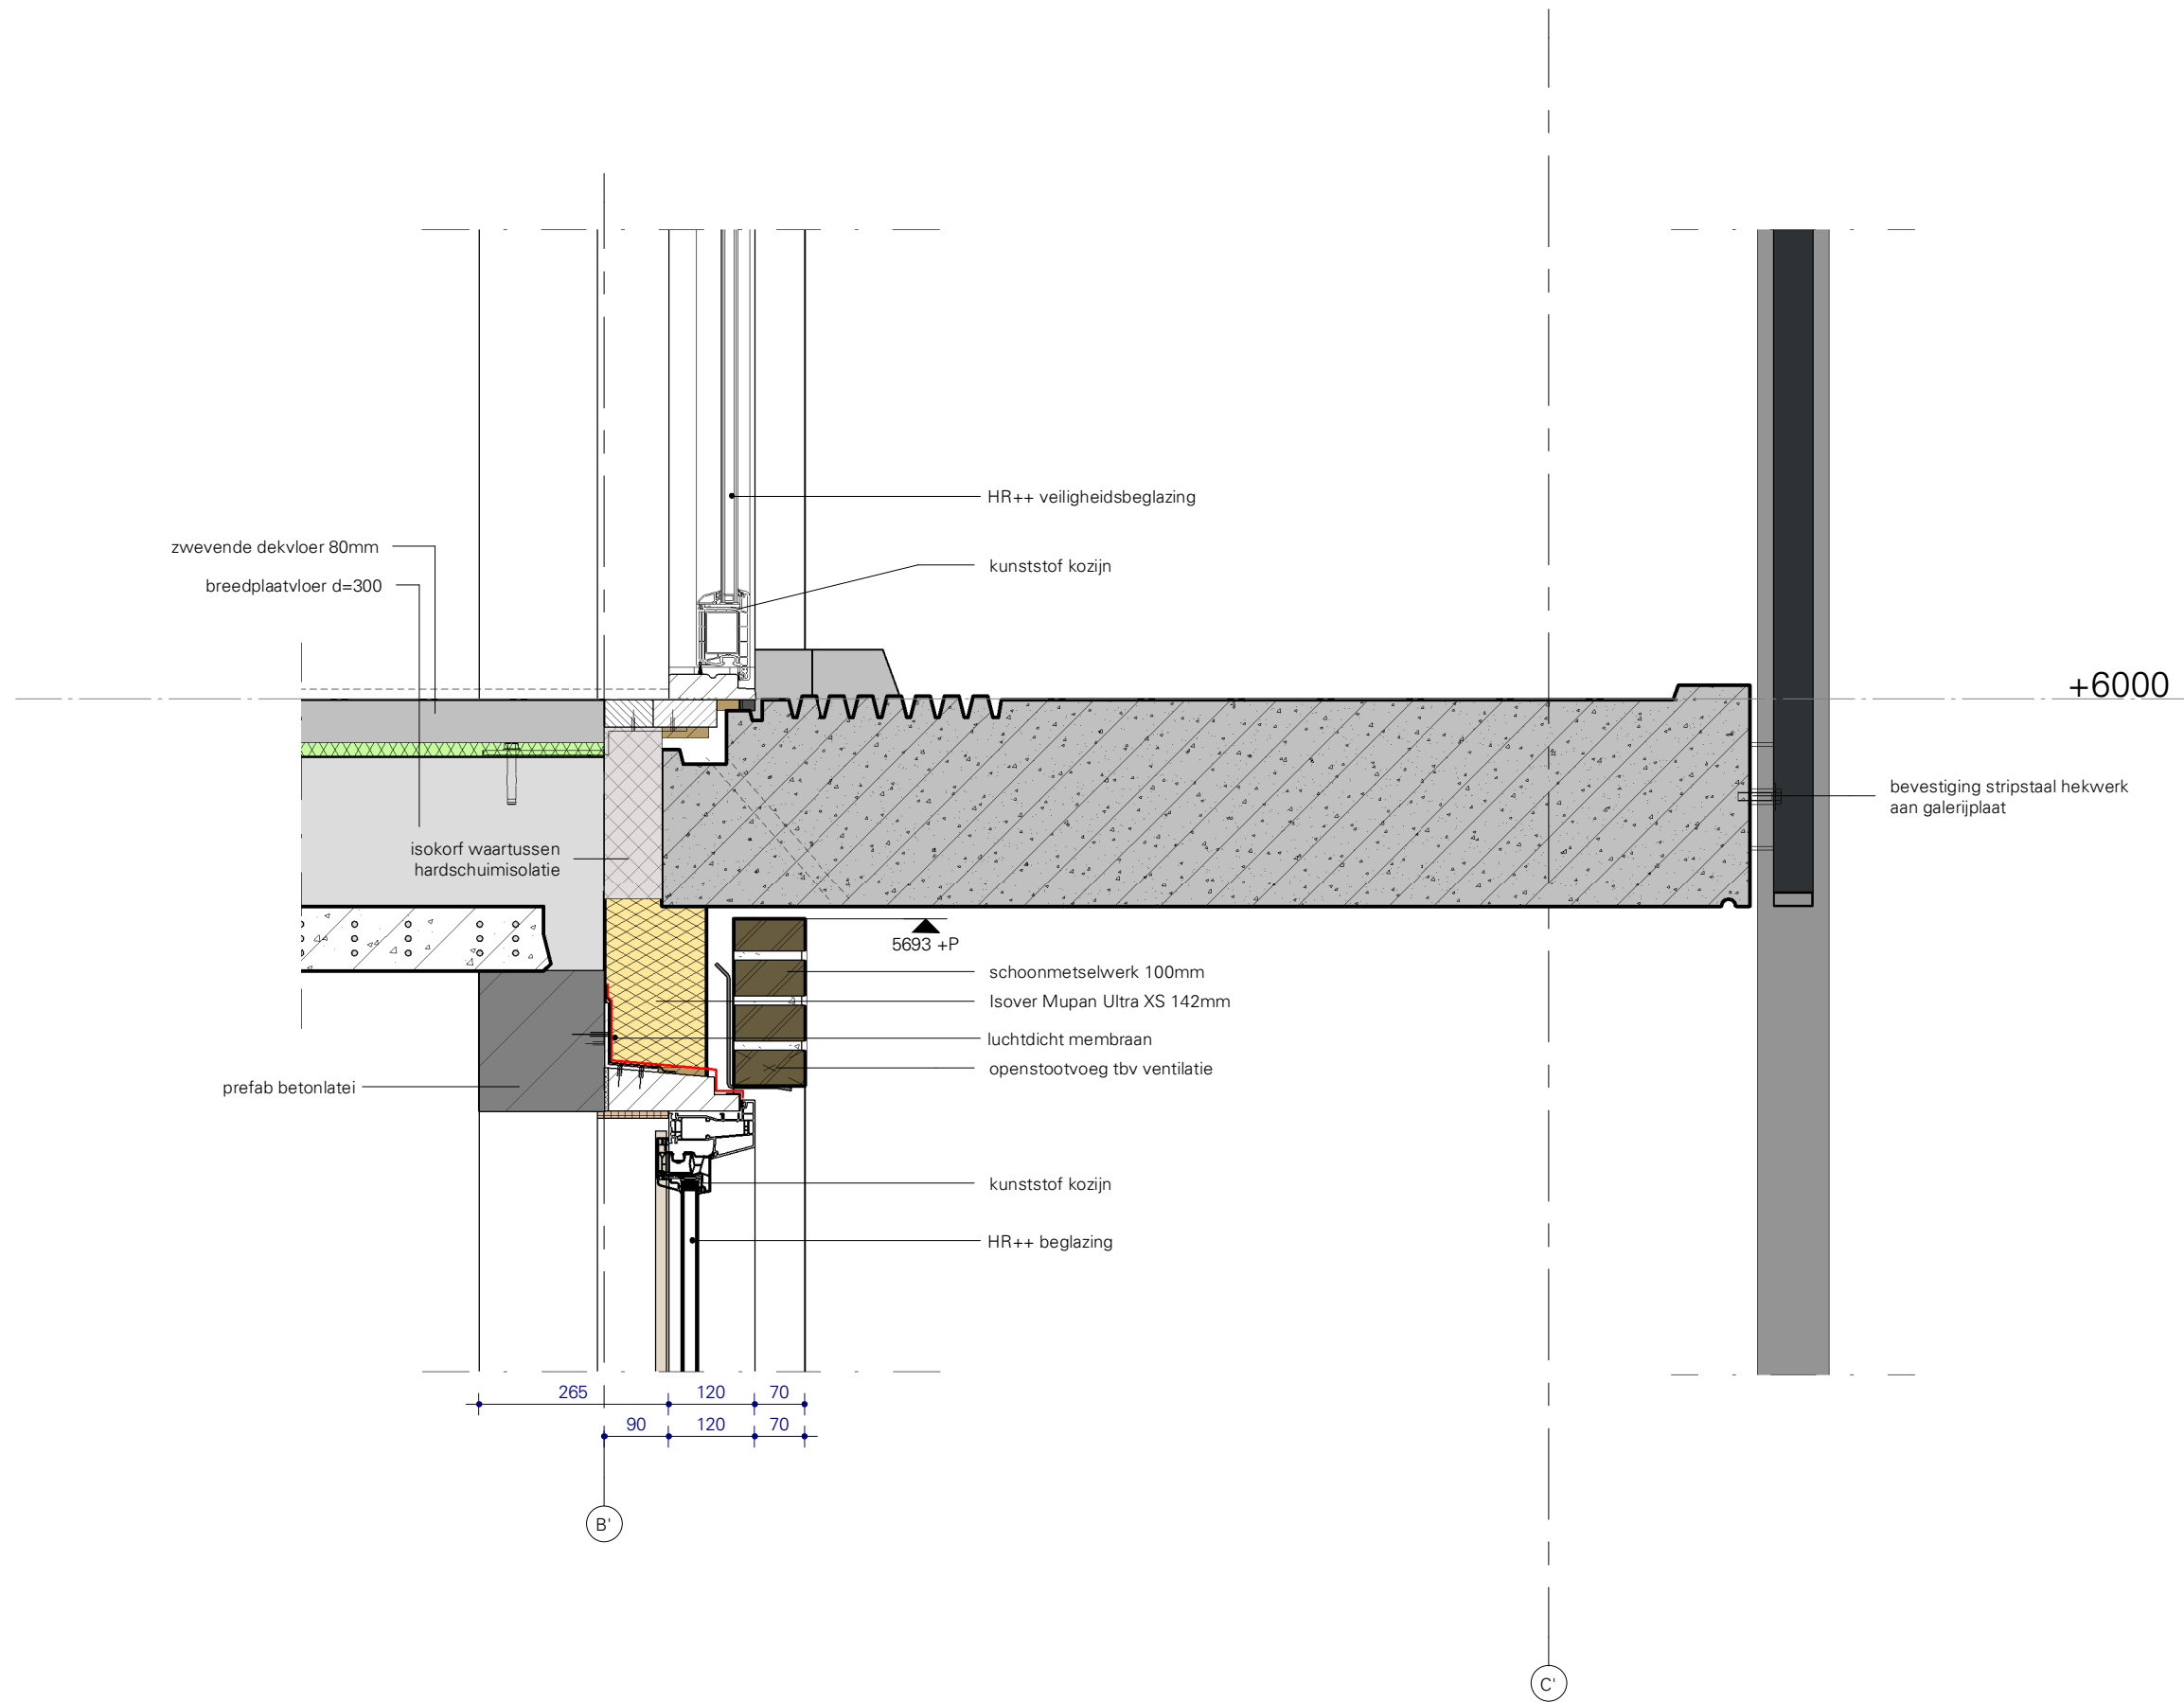 HR++ veiligheidsbeglazing
zwevende dekvloer 80mm
kunststof kozijn
breedplaatvloer d=300
+6000
bevestiging stripstaal hekwerk
aan galerijplaat
isokorf waartussen
hardschuimisolatie
5693 +P
schoonmetselwerk 100mm
Isover Mupan Ultra XS 142mm
luchtdicht membraan
openstootvoeg tbv ventilatie
prefab betonlatei
kunststof kozijn
HR++ beglazing
265 120 70
90 120 70
B'
C'